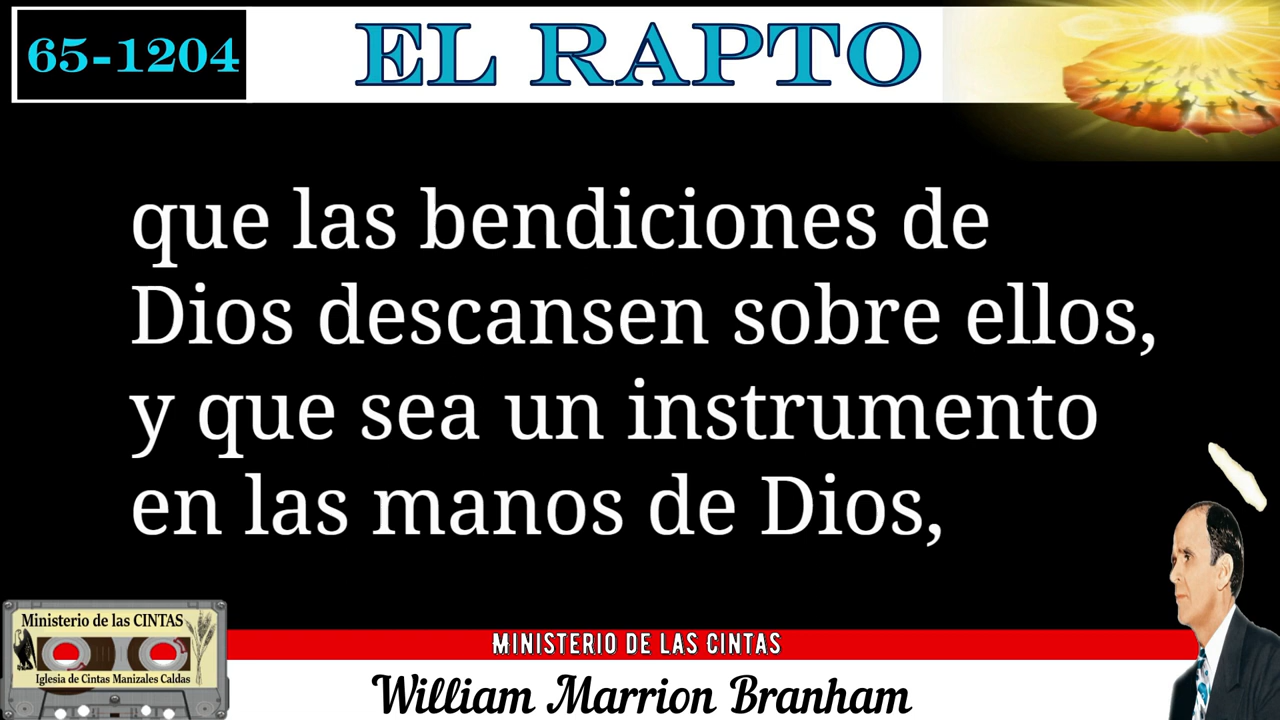 65-1204
EL RAPTO
que las bendiciones de
Dios descansen sobre ellos,
y que sea un instrumento
en las manos de Dios,
Ministerio de las CINTAS
Iglesia de Cintas Manizales Caldas
MINISTERIO DE LAS CINTAS
William Marrion Branham